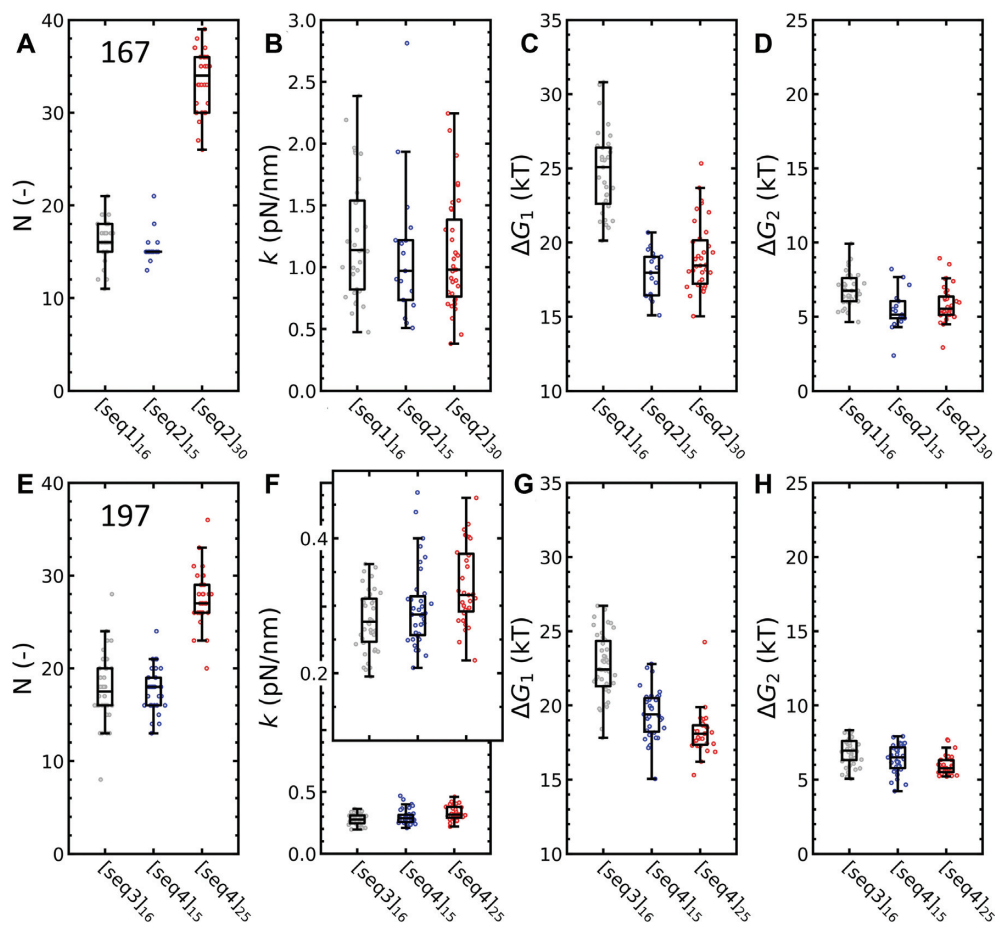 A
167
N (-)
40
30
20
10
0
[seq1]16
[seq2]15
[seq2]30
B
k (pN/nm)
3.0
2.5
2.0
1.5
1.0
0.5
0.0
[seq1]16
[seq2]15
[seq2]30
C
ΔG1 (kT)
35
30
25
20
15
10
[seq1]16
[seq2]15
[seq2]30
D
ΔG2 (kT)
25
20
15
10
5
0
[seq1]16
[seq2]15
[seq2]30
E
197
N (-)
40
30
20
10
0
[seq3]16
[seq4]15
[seq4]25
F
k (pN/nm)
0.4
0.2
0.5
0.0
[seq3]16
[seq4]15
[seq4]25
G
ΔG1 (kT)
35
30
25
20
15
10
[seq3]16
[seq4]15
[seq4]25
H
ΔG2 (kT)
25
20
15
10
5
0
[seq3]16
[seq4]15
[seq4]25